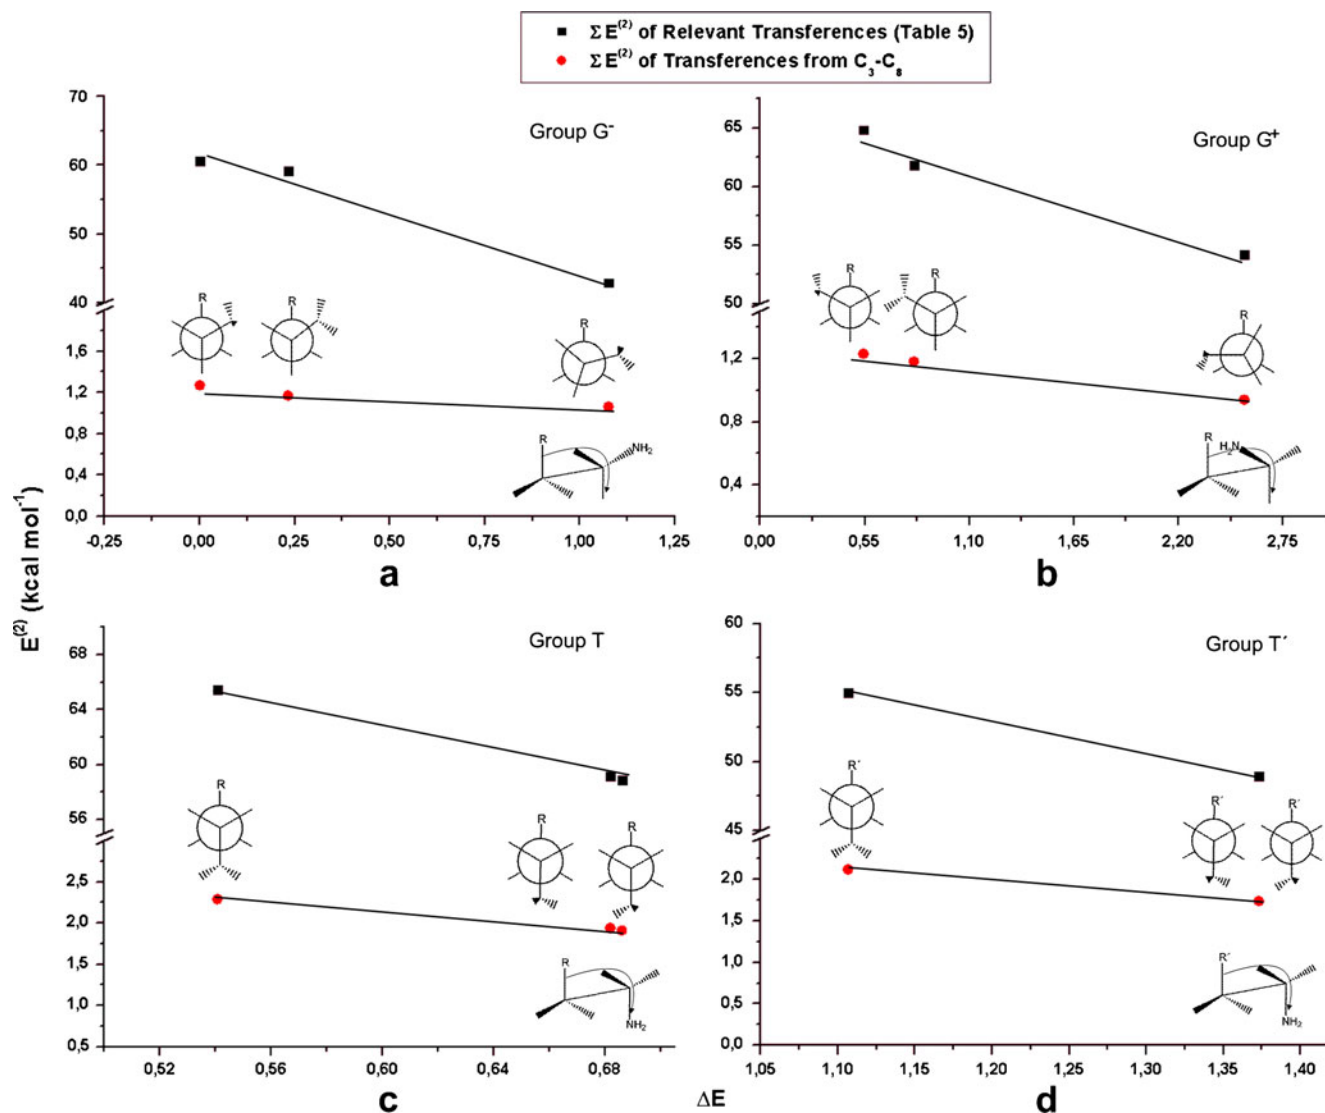 Σ E(2) of Relevant Transferences (Table 5)
Σ E(2) of Transferences from C3-C8
E(2) (kcal mol-1)
Group G-
70
60
50
40
1,6
1,2
0,8
0,4
0,0
R
R
R
R
NH2
-0,25 0,00 0,25 0,50 0,75 1,00 1,25
a
Group G+
65
60
55
50
1,2
0,8
0,4
R
R
R
R
H2N
0,00 0,55 1,10 1,65 2,20 2,75
b
Group T
68
64
60
56
2,5
2,0
1,5
1,0
0,5
R
R
R
R
NH2
0,52 0,56 0,60 0,64 0,68
c
Group T´
60
55
50
45
2,0
1,5
1,0
0,5
0,0
R´
R´
R´
R´
NH2
1,05 1,10 1,15 1,20 1,25 1,30 1,35 1,40
d
ΔE